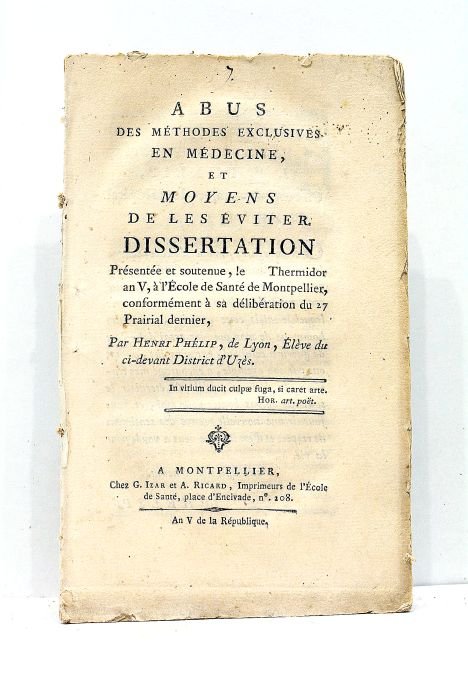 7.
ABUS
DES MÉTHODES EXCLUSIVES
EN MÉDECINE,
ET
MOYENS
DE LES ÉVITER.
DISSERTATION
Présentée et soutenue, le Thermidor
an V, à l'École de Santé de Montpellier,
conformément à sa délibération du 27
Prairial dernier,
Par HENRI PHÉLIP, de Lyon, Élève du
ci-devant District d'Uzès.
In vitium ducit culpæ fuga, si caret arte.
HOR. art. poët.
A MONTPELLIER,
Chez G. IZAR et A. RICARD, Imprimeurs de l'École
de Santé, place d'Encivade, nº. 208.
An V de la République.